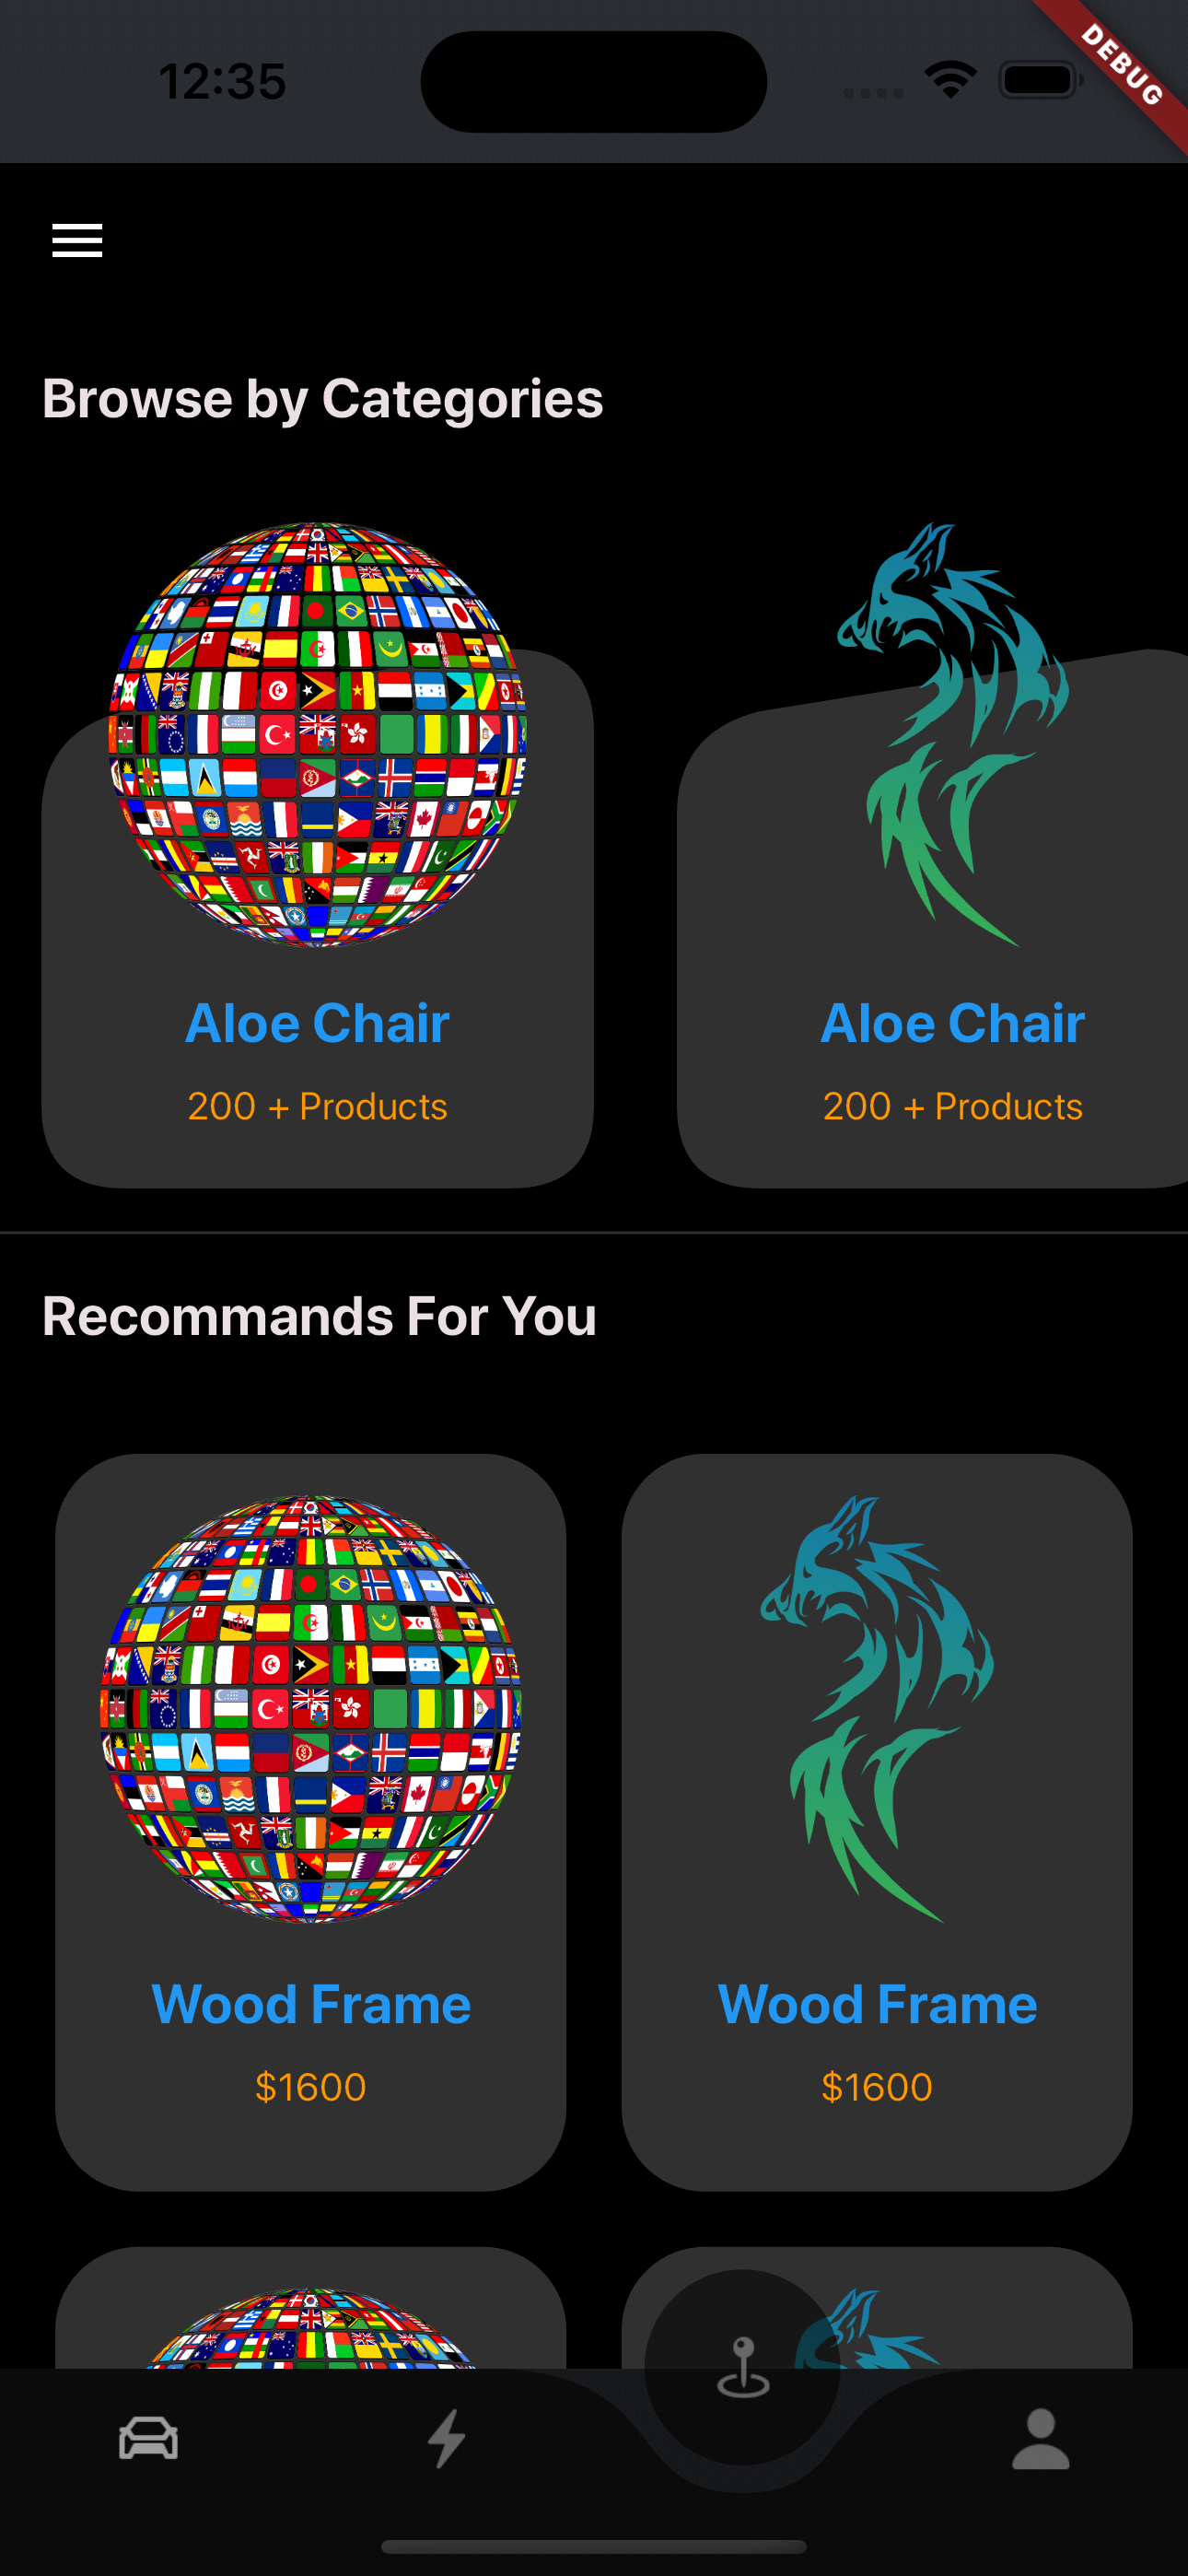 12:35
DEBUG
Browse by Categories
Aloe Chair
200 + Products
Aloe Chair
200 + Products
Recommands For You
Wood Frame
$1600
Wood Frame
$1600